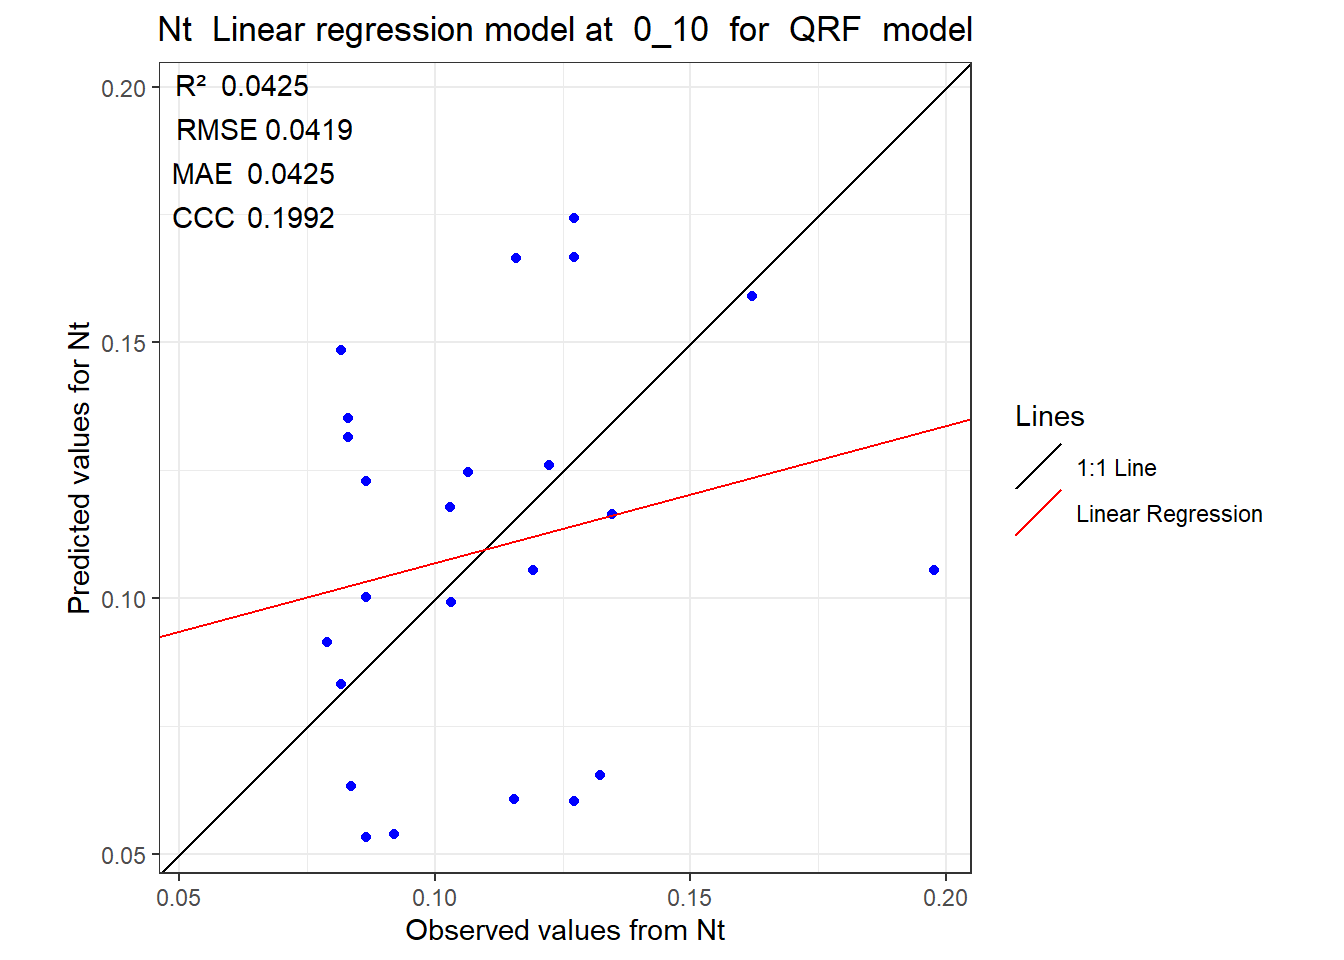 Nt Linear regression model at 0_10 for QRF model
R² 0.0425
RMSE 0.0419
MAE 0.0425
CCC 0.1992
0.20
0.15
0.10
0.05
Predicted values for Nt
0.05 0.10 0.15 0.20
Observed values from Nt
Lines
1:1 Line
Linear Regression